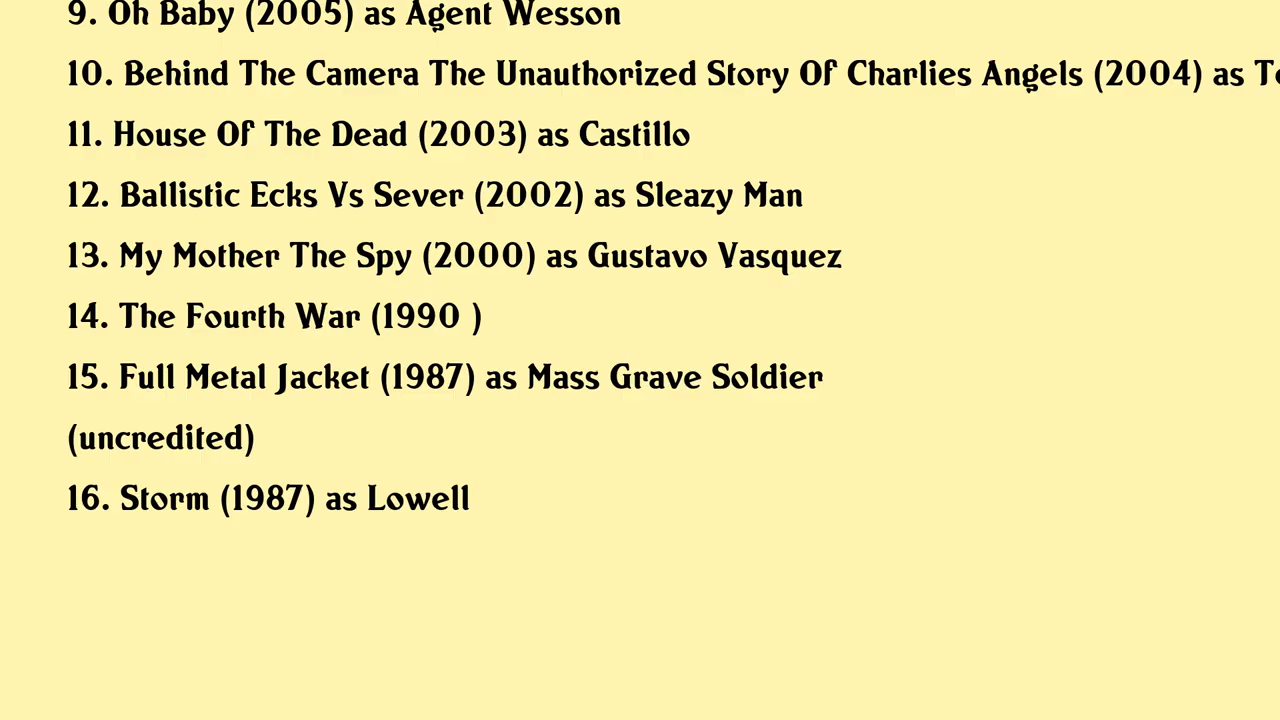 9. Oh Baby (2005) as Agent Wesson
10. Behind The Camera The Unauthorized Story Of Charlies Angels (2004) as
11. House Of The Dead (2003) as Castillo
12. Ballistic Ecks Vs Sever (2002) as Sleazy Man
13. My Mother The Spy (2000) as Gustavo Vasquez
14. The Fourth War (1990 )
15. Full Metal Jacket (1987) as Mass Grave Soldier
(uncredited)
16. Storm (1987) as Lowell